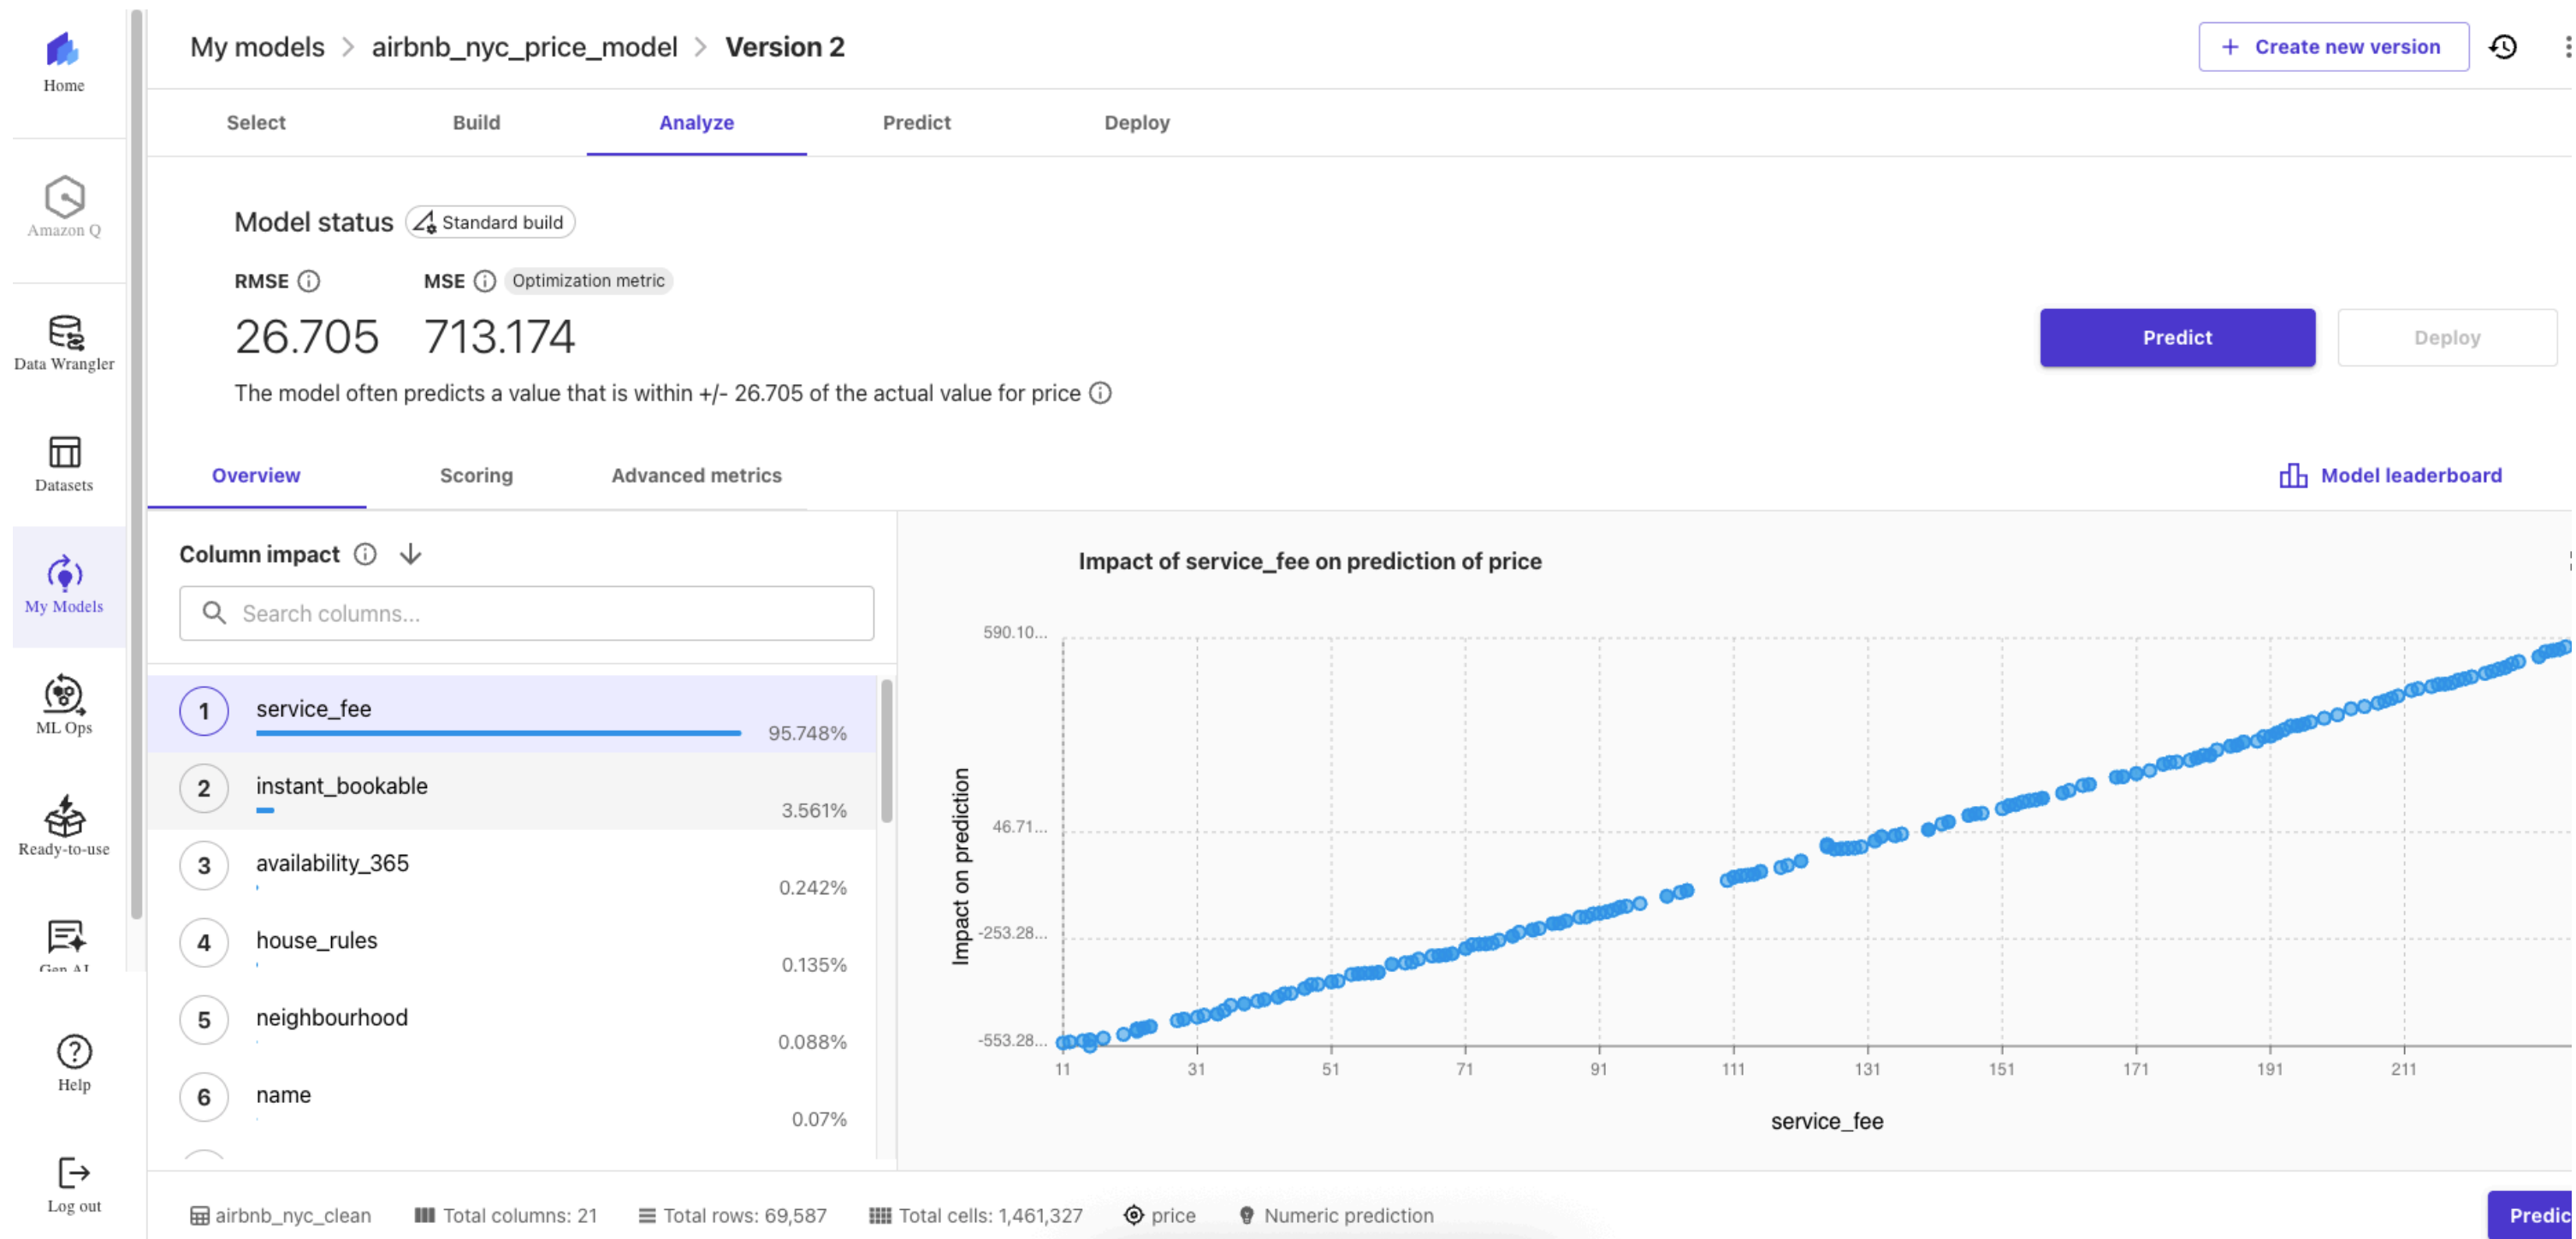 Home
Amazon Q
Data Wrangler
Datasets
My Models
ML Ops
Ready-to-use
Gen AI
Help
Log out
My models > airbnb_nyc_price_model > Version 2
+ Create new version
Select Build Analyze Predict Deploy
Model status Standard build
RMSE MSE Optimization metric
26.705 713.174
The model often predicts a value that is within +/- 26.705 of the actual value for price
Predict Deploy
Overview Scoring Advanced metrics
Model leaderboard
Column impact
Search columns...
1 service_fee 95.748%
2 instant_bookable 3.561%
3 availability_365 0.242%
4 house_rules 0.135%
5 neighbourhood 0.088%
6 name 0.07%
Impact of service_fee on prediction of price
Impact on prediction
590.10...
46.71...
-253.28...
-553.28...
11 31 51 71 91 111 131 151 171 191 211
service_fee
airbnb_nyc_clean Total columns: 21 Total rows: 69,587 Total cells: 1,461,327 price Numeric prediction
Predic